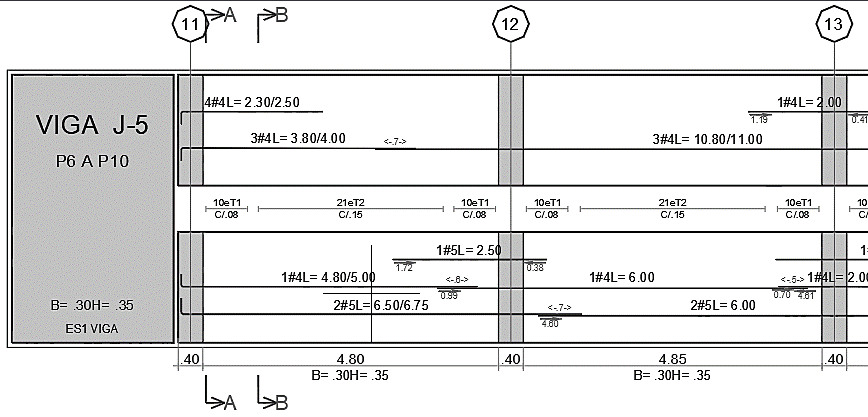 11 A B 12 13
VIGA J-5
P6 A P10
B= .30H= .35
ES1 VIGA
4#4L= 2.30/2.50
1#4L= 2.00
1.19 0.41
3#4L= 3.80/4.00 <-.7-> 3#4L= 10.80/11.00
10eT1 21eT2 10eT1 10eT1 21eT2 10eT1 10
C/.08 C/.15 C/.08 C/.08 C/.15 C/.08 C/
1#5L= 2.50
1.72 0.38
1#4L= 4.80/5.00 <-.6-> 1#4L= 6.00 <-.5-> 1#4L= 2.00
0.99 0.70 4.61
2#5L= 6.50/6.75 <-.7-> 2#5L= 6.00
4.60
.40 4.80 .40 4.85 .40
B= .30H= .35 B= .30H= .35
A B